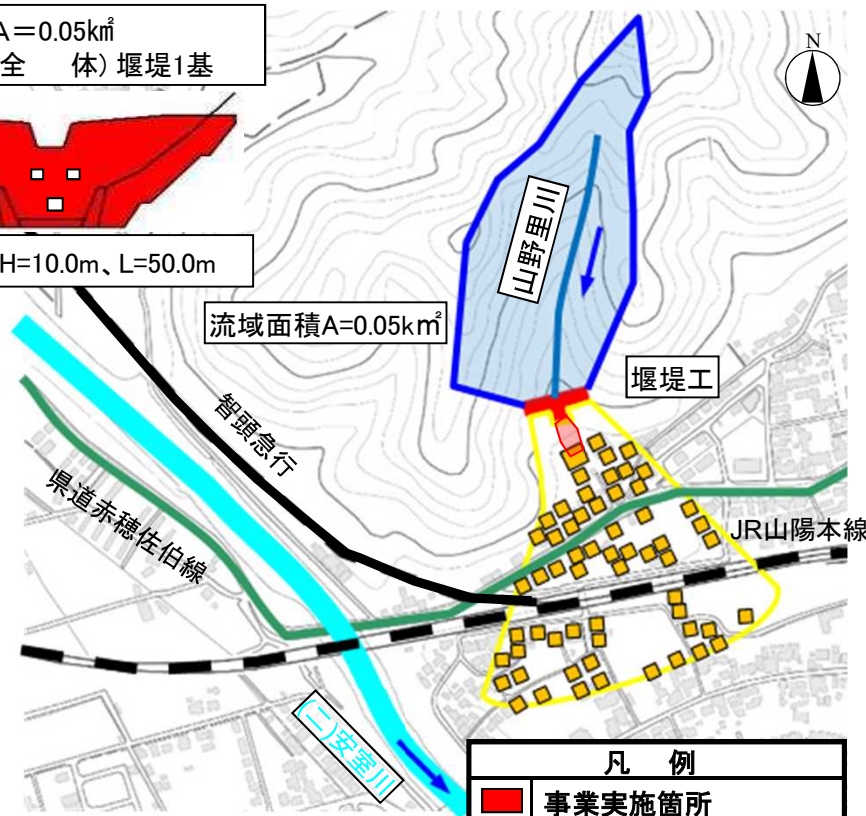 A=0.05k㎡
全　体)堰堤1基
H=10.0m、L=50.0m
N
山野里川
流域面積A=0.05k㎡
堰堤工
智頭急行
県道赤穂佐伯線
JR山陽本線
(二)安室川
凡　例
事業実施箇所